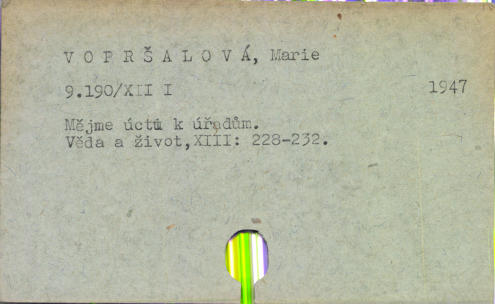 V O P R Š A L O V Á, Marie
9.190/XII I 1947
Mějme úctu k úřadům.
Věda a život,XIII: 228-232.